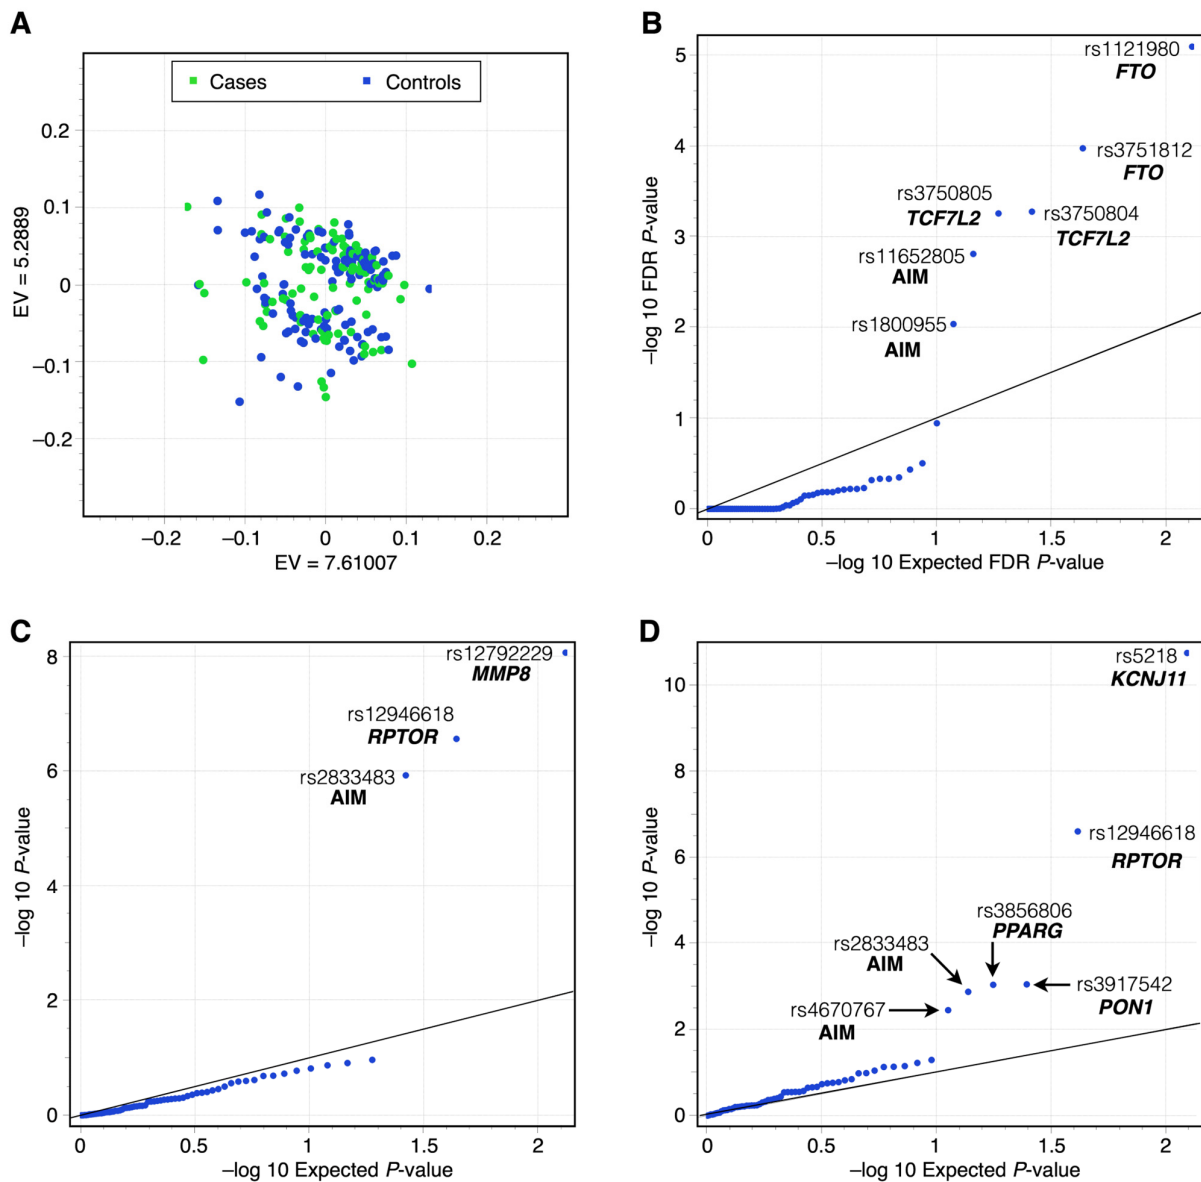 A
Cases Controls
0.2
0.1
0
–0.1
–0.2
EV = 5.2889
–0.2 –0.1 0 0.1 0.2
EV = 7.61007
B
5
4
3
2
1
0
–log 10 FDR P-value
rs1121980
FTO
rs3751812
FTO
rs3750805
TCF7L2
rs3750804
TCF7L2
rs11652805
AIM
rs1800955
AIM
0 0.5 1 1.5 2
–log 10 Expected FDR P-value
C
8
6
4
2
0
–log 10 P-value
rs12792229
MMP8
rs12946618
RPTOR
rs2833483
AIM
0 0.5 1 1.5 2
–log 10 Expected P-value
D
10
8
6
4
2
0
–log 10 P-value
rs5218
KCNJ11
rs12946618
RPTOR
rs3856806
PPARG
rs2833483
AIM
rs3917542
PON1
rs4670767
AIM
0 0.5 1 1.5 2
–log 10 Expected P-value